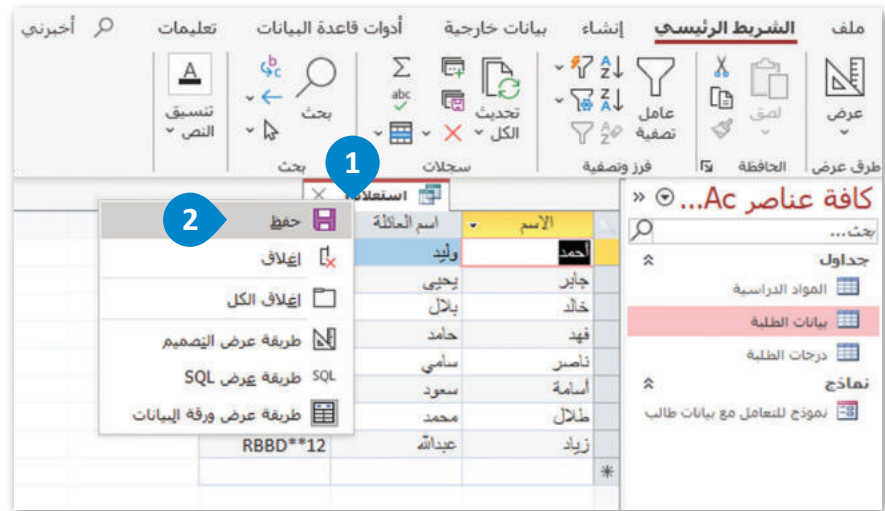 ملف الشريط الرئيسي إنشاء بيانات خارجية أدوات قاعدة البيانات تعليمات أخبرني
عرض
لصق
عامل تصفية
تحديث الكل
abc
بحث
تنسيق النص
طرق عرض الحافظة فرز وتصفية سجلات بحث
1
كافة عناصر Ac...
بحث...
جداول
المواد الدراسية
بيانات الطلبة
درجات الطلبة
نماذج
نموذج للتعامل مع بيانات طالب
الاسم اسم العائلة
أحمد وليد
جابر يحيى
خالد بلال
فهد حامد
ناصر سامي
أسامة سعود
طلال محمد
زياد عبدالله RBBD**12
2
حفظ
إغلاق
إغلاق الكل
طريقة عرض التصميم
SQL طريقة عرض SQL
طريقة عرض ورقة البيانات